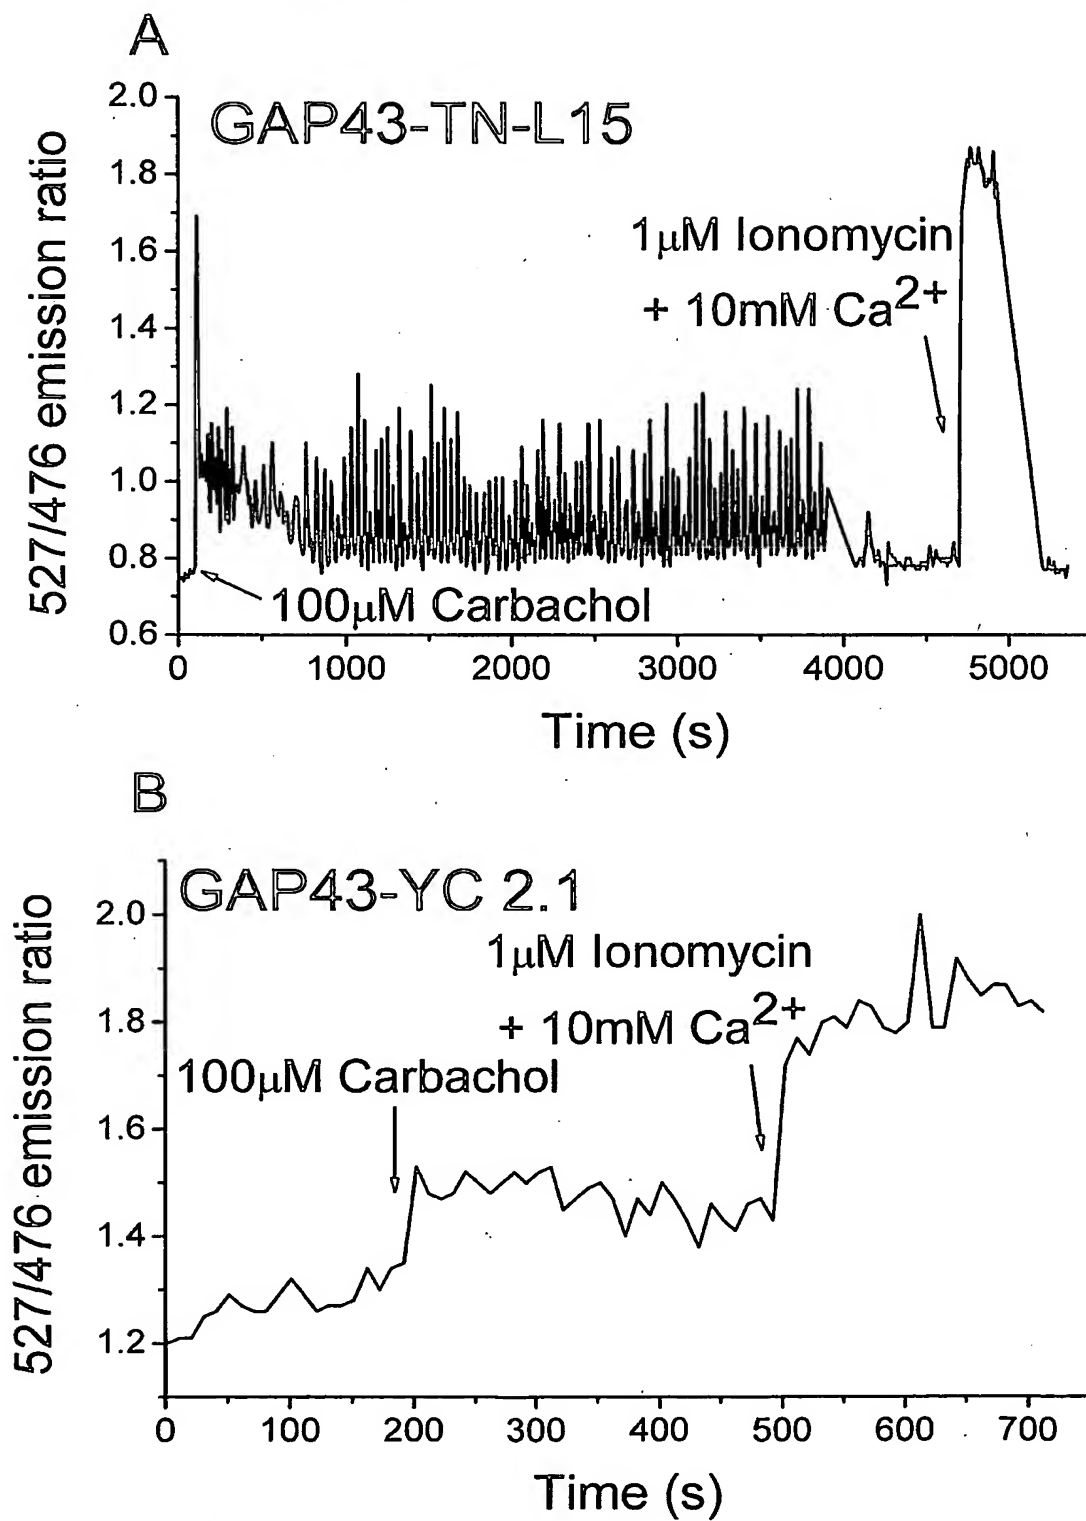 A
GAP43-TN-L15
527/476 emission ratio
2.0
1.8
1.6
1.4
1.2
1.0
0.8
0.6
1µM Ionomycin
+ 10mM Ca2+
100µM Carbachol
0 1000 2000 3000 4000 5000
Time (s)
B
GAP43-YC 2.1
527/476 emission ratio
2.0
1.8
1.6
1.4
1.2
1µM Ionomycin
+ 10mM Ca2+
100µM Carbachol
0 100 200 300 400 500 600 700
Time (s)